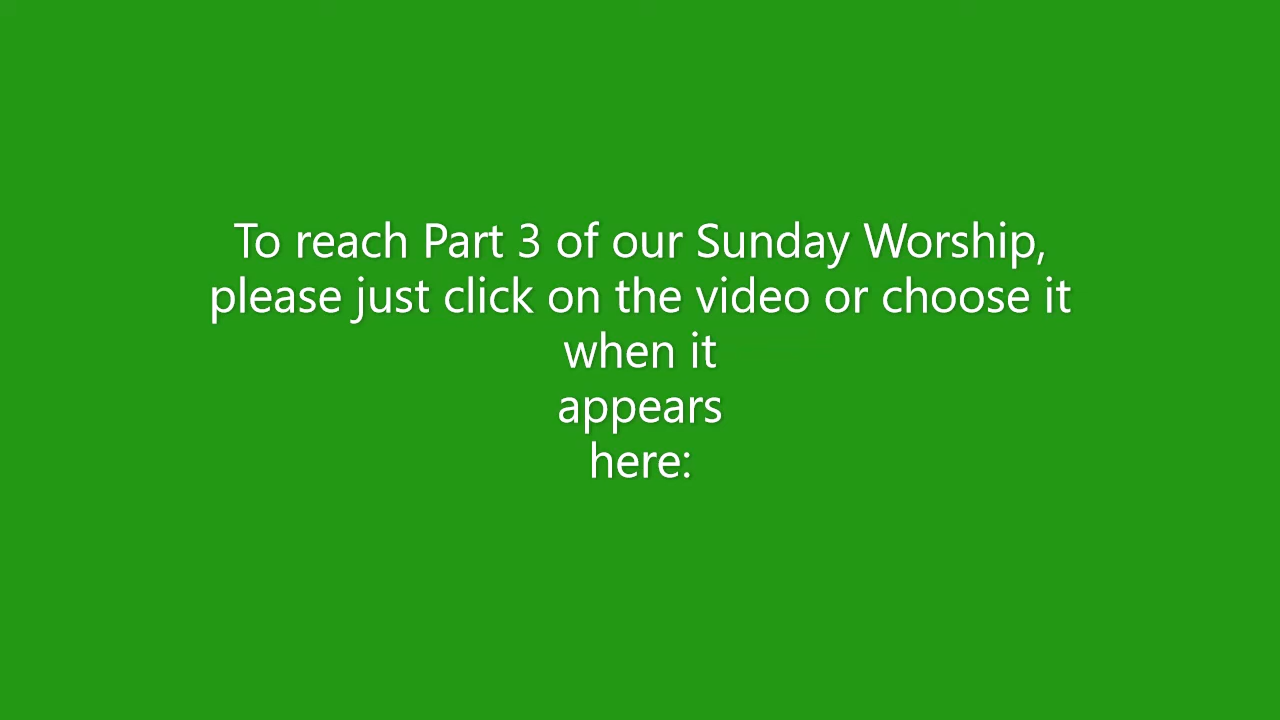 To reach Part 3 of our Sunday Worship,
please just click on the video or choose it
when it
appears
here: